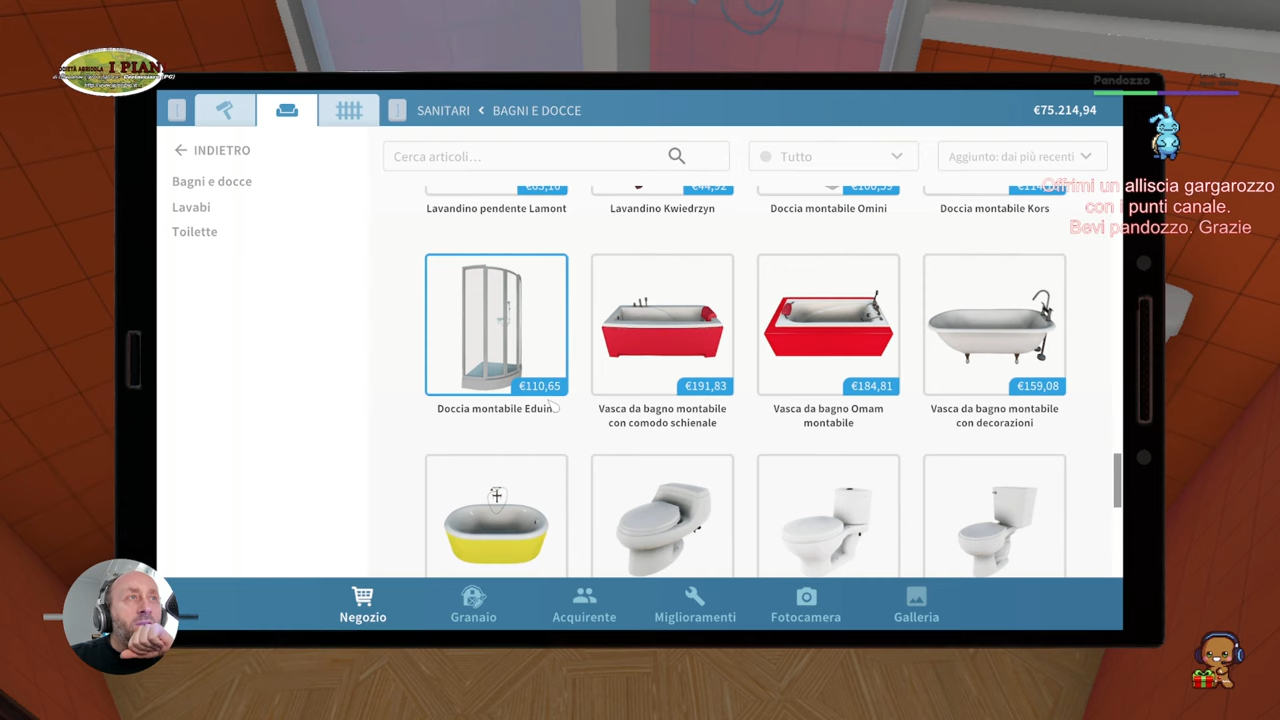 I PIAN
SOCIETÀ AGRICOLA
SANITARI < BAGNI E DOCCE
€75.214,94
Pandozzo
INDIETRO
Bagni e docce
Lavabi
Toilette
Cerca articoli...
Tutto
Aggiunto: dai più recenti
Offrimi un alliscia gargarozzo
con i punti canale.
Bevi pandozzo. Grazie
Lavandino pendente Lamont
Lavandino Kwiedrzyn
Doccia montabile Omini
Doccia montabile Kors
€110,65
€191,83
€184,81
€159,08
Doccia montabile Eduin
Vasca da bagno montabile
con comodo schienale
Vasca da bagno Omam
montabile
Vasca da bagno montabile
con decorazioni
Negozio
Granaio
Acquirente
Miglioramenti
Fotocamera
Galleria